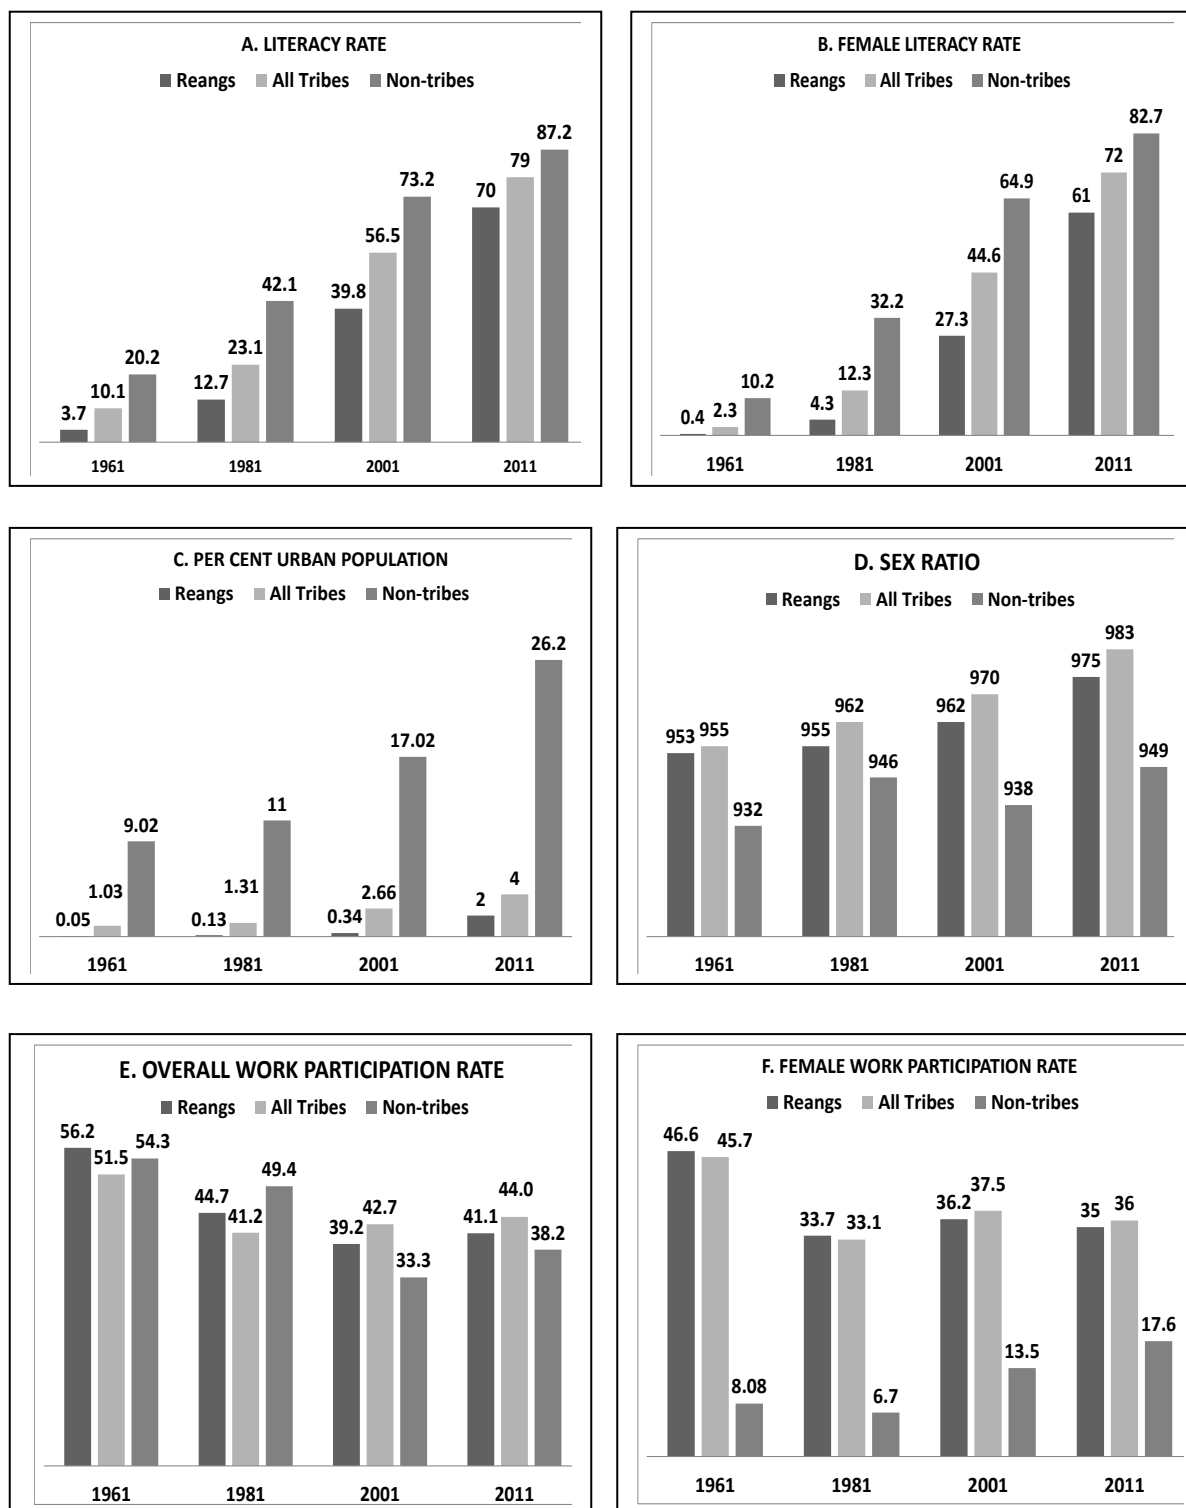 A. LITERACY RATE
Reangs All Tribes Non-tribes
3.7 10.1 20.2
12.7 23.1 42.1
39.8 56.5 73.2
70 79 87.2
1961 1981 2001 2011
B. FEMALE LITERACY RATE
Reangs All Tribes Non-tribes
0.4 2.3 10.2
4.3 12.3 32.2
27.3 44.6 64.9
61 72 82.7
1961 1981 2001 2011
C. PER CENT URBAN POPULATION
Reangs All Tribes Non-tribes
0.05 1.03 9.02
0.13 1.31 11
0.34 2.66 17.02
2 4 26.2
1961 1981 2001 2011
D. SEX RATIO
Reangs All Tribes Non-tribes
953 955 932
955 962 946
962 970 938
975 983 949
1961 1981 2001 2011
E. OVERALL WORK PARTICIPATION RATE
Reangs All Tribes Non-tribes
56.2 51.5 54.3
44.7 41.2 49.4
39.2 42.7 33.3
41.1 44.0 38.2
1961 1981 2001 2011
F. FEMALE WORK PARTICIPATION RATE
Reangs All Tribes Non-tribes
46.6 45.7 8.08
33.7 33.1 6.7
36.2 37.5 13.5
35 36 17.6
1961 1981 2001 2011